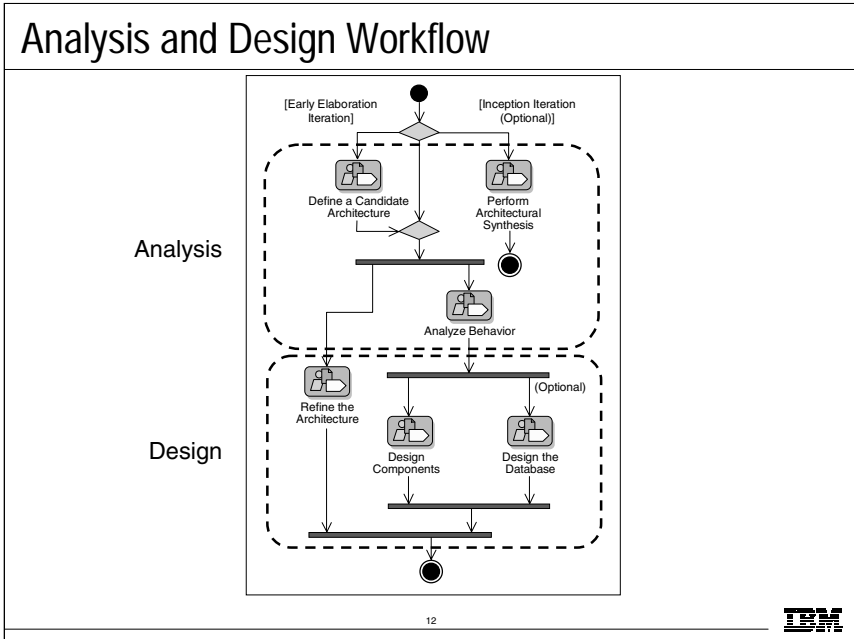 Analysis and Design Workflow
[Early Elaboration
Iteration]
[Inception Iteration
(Optional)]
Define a Candidate
Architecture
Perform
Architectural
Synthesis
Analysis
Analyze Behavior
(Optional)
Refine the
Architecture
Design
Design
Components
Design the
Database
12
IBM